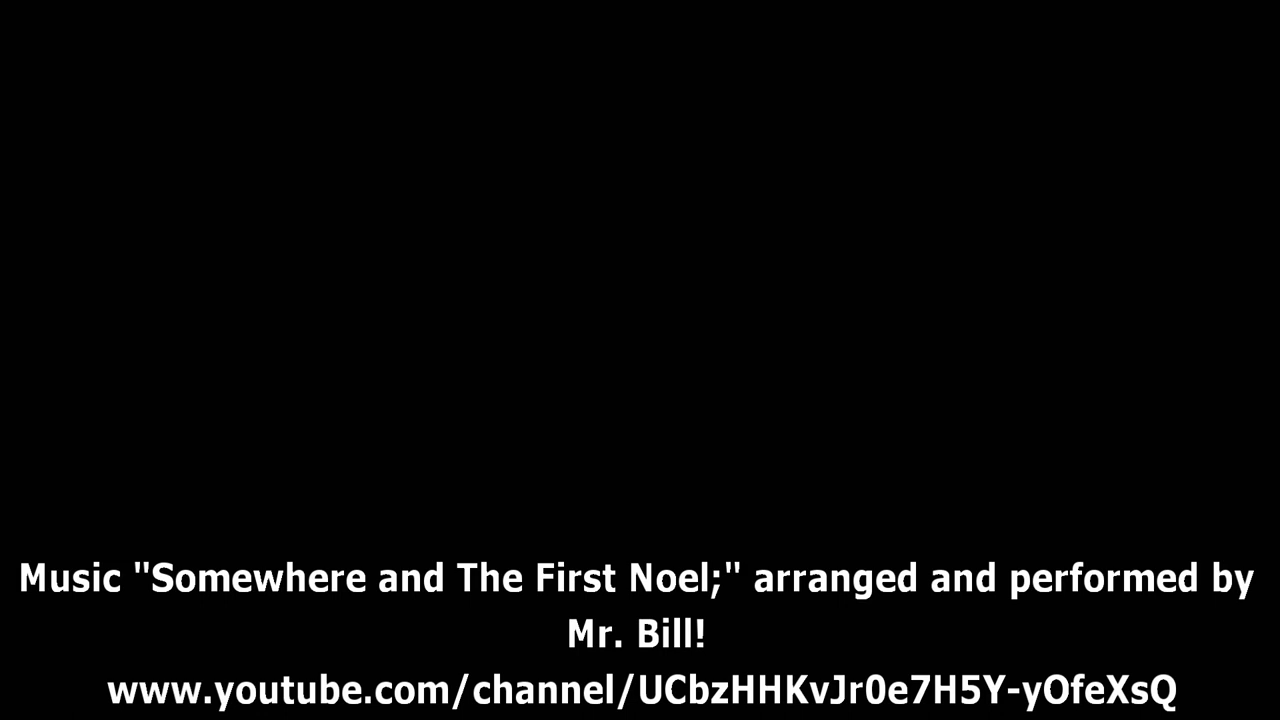 Music "Somewhere and The First Noel;" arranged and performed by
Mr. Bill!
www.youtube.com/channel/UCbzHHKvJr0e7H5Y-yOfeXsQ